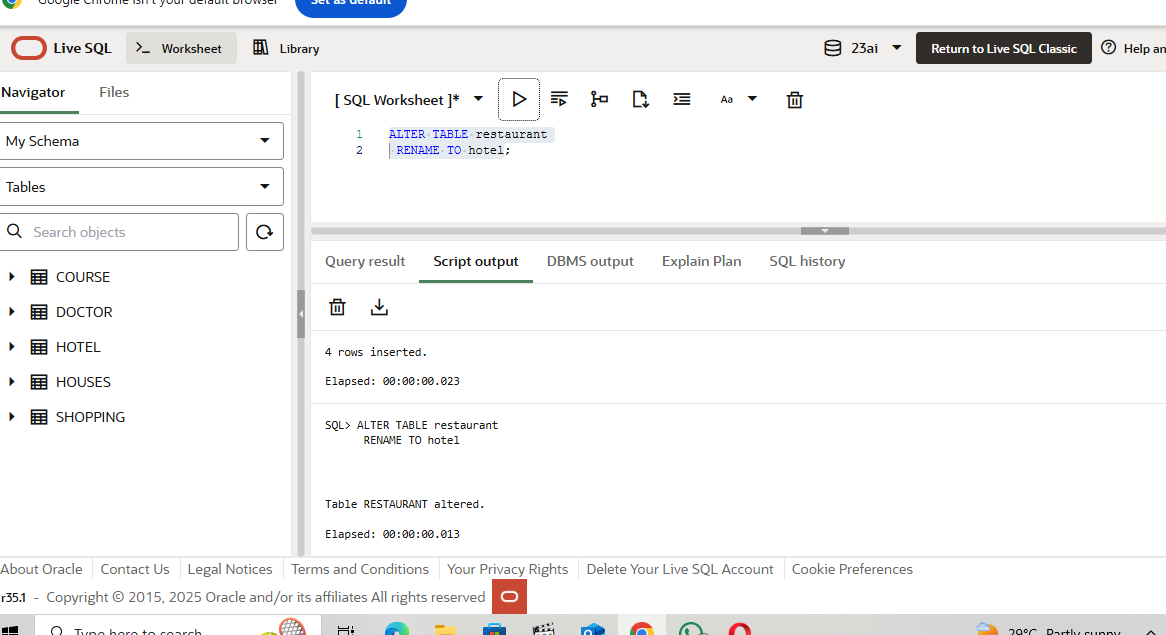 Google Chrome isn't your default browser Set as default
Live SQL Worksheet Library 23ai Return to Live SQL Classic Help an
Navigator Files
My Schema
Tables
Search objects
COURSE
DOCTOR
HOTEL
HOUSES
SHOPPING
[ SQL Worksheet ]* Aa
1 ALTER TABLE restaurant
2 RENAME TO hotel;
Query result Script output DBMS output Explain Plan SQL history
4 rows inserted.
Elapsed: 00:00:00.023
SQL> ALTER TABLE restaurant
RENAME TO hotel
Table RESTAURANT altered.
Elapsed: 00:00:00.013
About Oracle Contact Us Legal Notices Terms and Conditions Your Privacy Rights Delete Your Live SQL Account Cookie Preferences
r35.1 - Copyright © 2015, 2025 Oracle and/or its affiliates All rights reserved
Type here to search 29°C Partly sunny